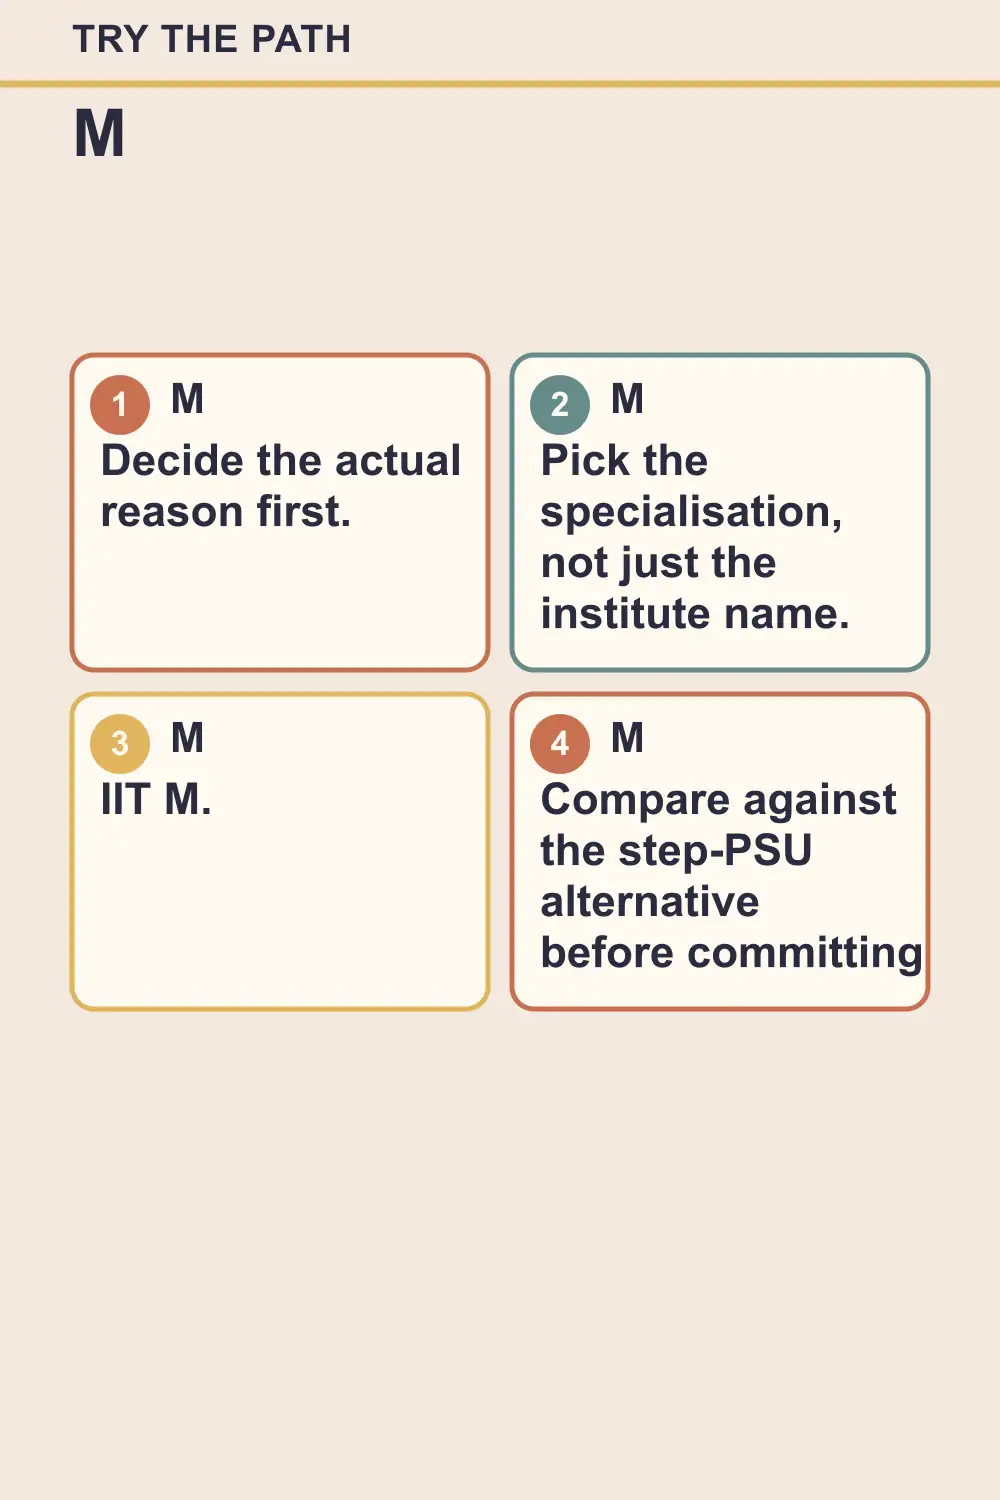 TRY THE PATH
M
1 M
Decide the actual
reason first.
2 M
Pick the
specialisation,
not just the
institute name.
3 M
IIT M.
4 M
Compare against
the step-PSU
alternative
before committing